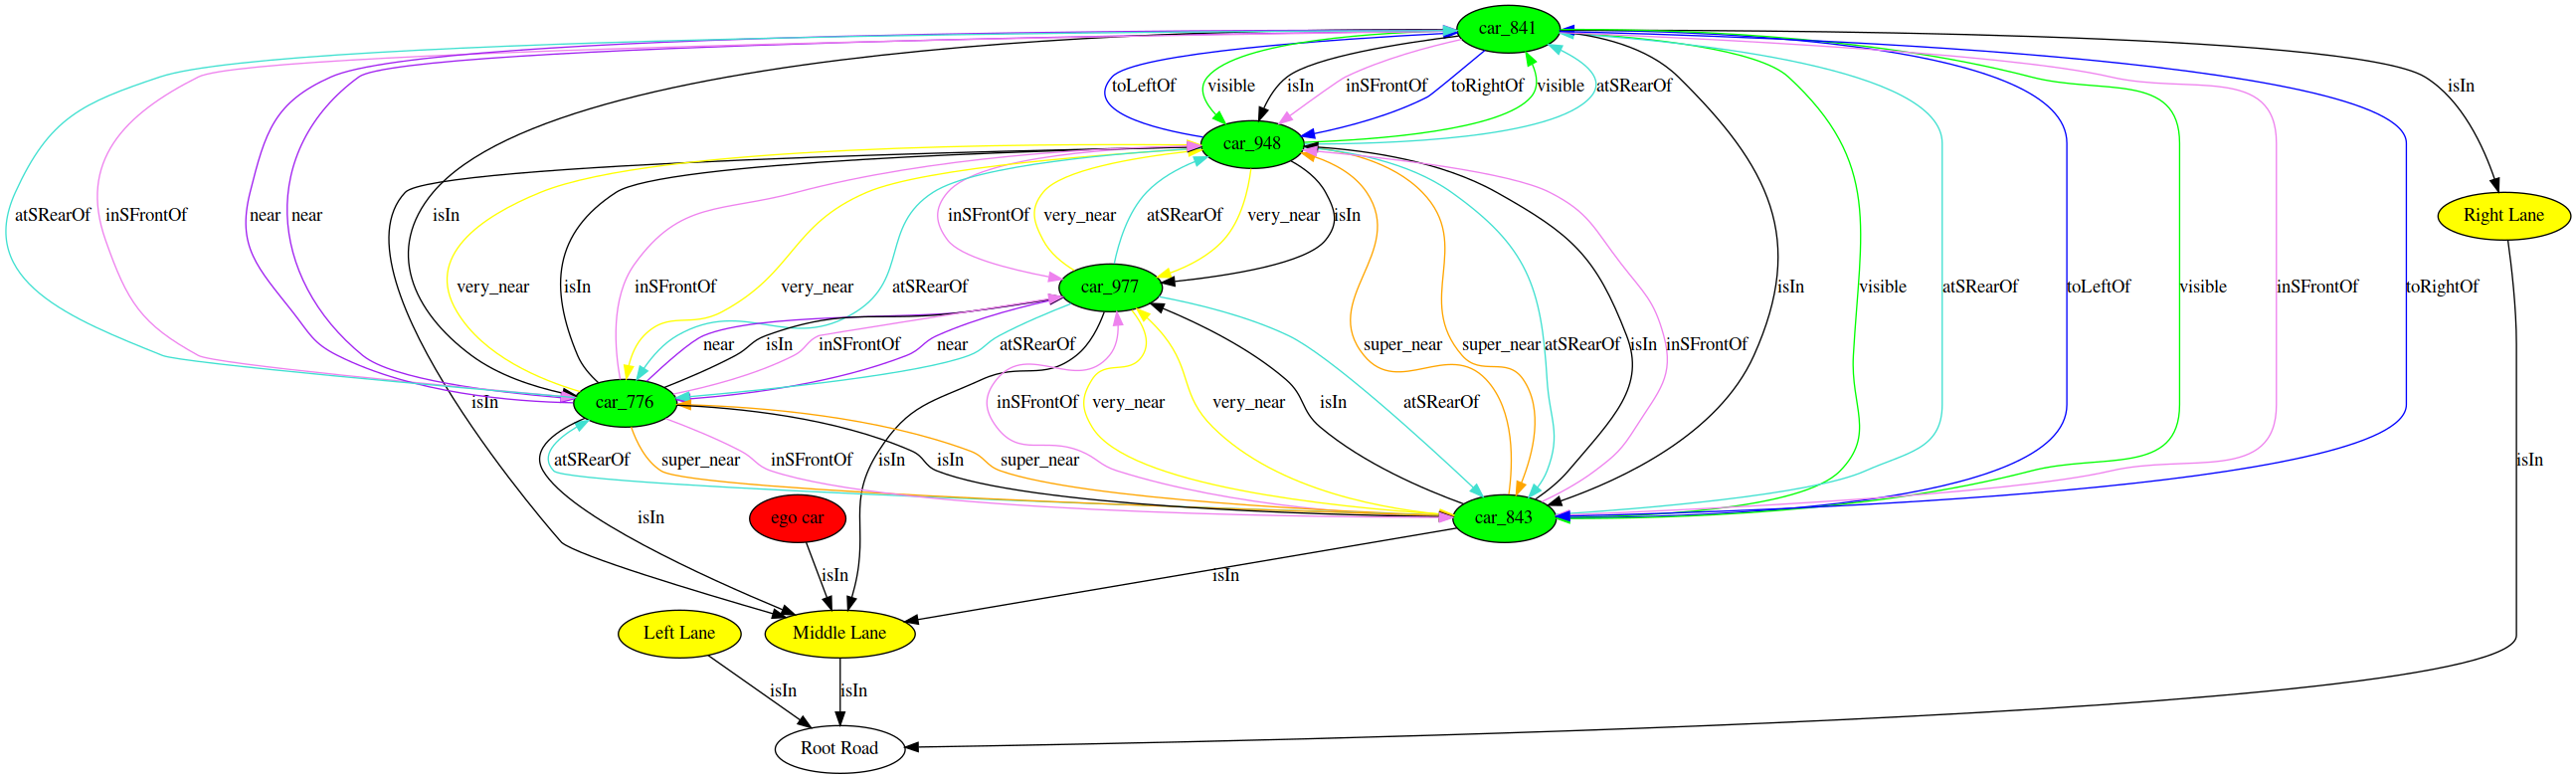 car_841
toLeftOf visible isIn inSFrontOf toRightOf visible atSRearOf isIn
car_948
atSRearOf inSFrontOf near near isIn inSFrontOf very_near atSRearOf very_near isIn Right Lane
very_near isIn inSFrontOf very_near atSRearOf car_977 isIn visible atSRearOf toLeftOf visible inSFrontOf toRightOf
near isIn inSFrontOf near atSRearOf super_near super_near atSRearOf isIn inSFrontOf
isIn car_776 inSFrontOf very_near very_near isIn atSRearOf
atSRearOf super_near inSFrontOf isIn isIn super_near isIn
isIn ego car car_843
isIn isIn
Left Lane Middle Lane
isIn isIn
Root Road